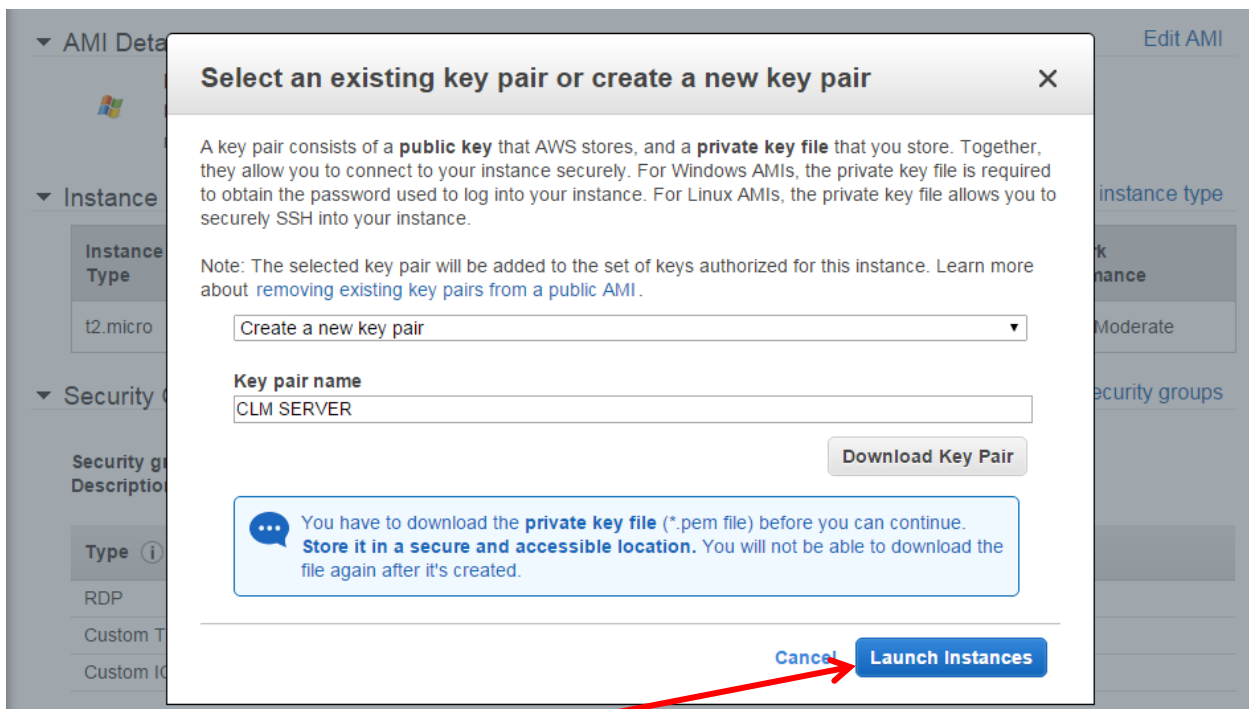 AMI Deta
Edit AMI
Select an existing key pair or create a new key pair
A key pair consists of a public key that AWS stores, and a private key file that you store. Together,
they allow you to connect to your instance securely. For Windows AMIs, the private key file is required
to obtain the password used to log into your instance. For Linux AMIs, the private key file allows you to
securely SSH into your instance.
Instance
instance type
Instance
Type
Note: The selected key pair will be added to the set of keys authorized for this instance. Learn more
about removing existing key pairs from a public AMI.
rk
mance
t2.micro
Create a new key pair
Moderate
Key pair name
CLM SERVER
Security
ecurity groups
Download Key Pair
Security gr
Description
You have to download the private key file (*.pem file) before you can continue.
Store it in a secure and accessible location. You will not be able to download the
file again after it's created.
Type
RDP
Custom T
Custom IC
Cancel
Launch Instances